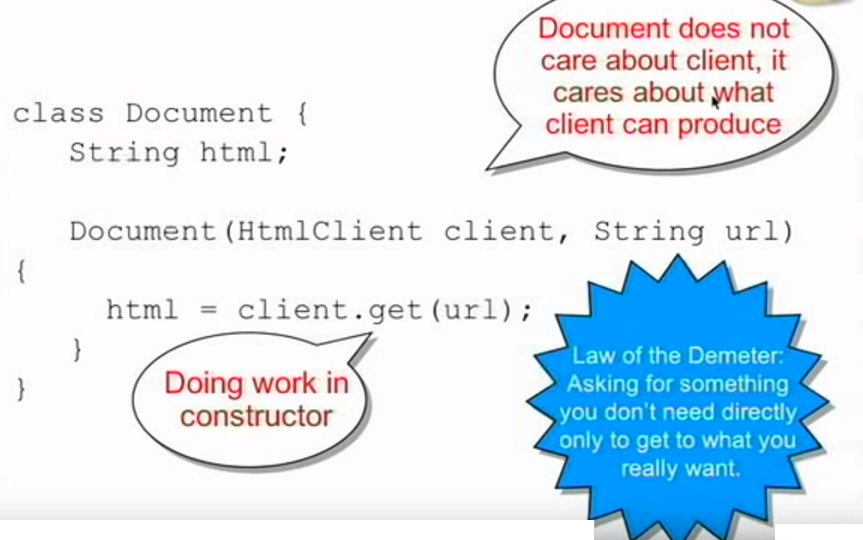 Document does not
care about client, it
cares about what
client can produce
class Document {
String html;
Document(HtmlClient client, String url)
{
html = client.get(url);
}
}
Doing work in
constructor
Law of the Demeter:
Asking for something
you don't need directly
only to get to what you
really want.